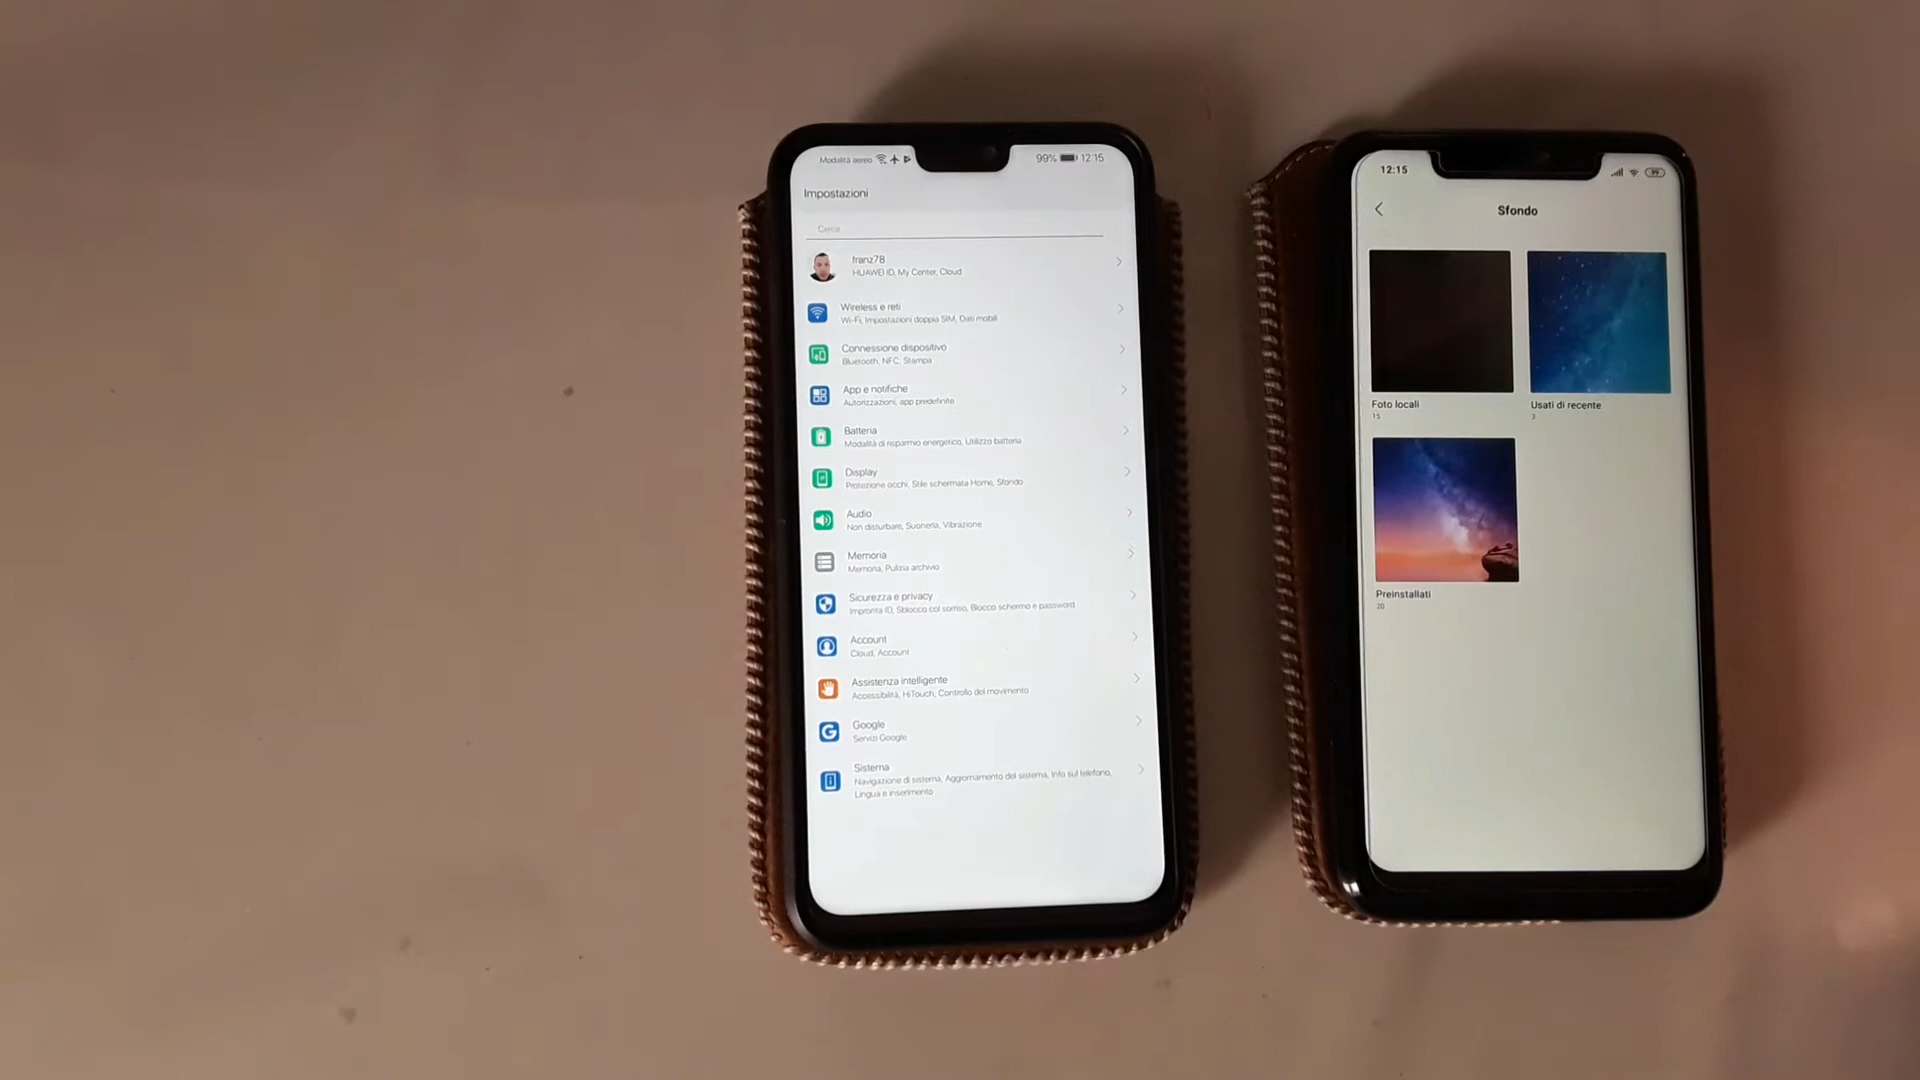 Modalità aereo
99% 12:15
Impostazioni
Cerca
franz78
HUAWEI ID, My Center, Cloud
Wireless e reti
Wi-Fi, Impostazioni doppia SIM, Dati mobili
Connessione dispositivo
Bluetooth, NFC, Stampa
App e notifiche
Autorizzazioni, app predefinite
Batteria
Modalità di risparmio energetico, Utilizzo batteria
Display
Protezione occhi, Stile schermata Home, Sfondo
Audio
Non disturbare, Suoneria, Vibrazione
Memoria
Memoria, Pulizia archivio
Sicurezza e privacy
Impronta ID, Sblocco col sorriso, Blocco schermo e password
Account
Cloud, Account
Assistenza intelligente
Accessibilità, HiTouch, Controllo del movimento
Google
Servizi Google
Sistema
Navigazione di sistema, Aggiornamento del sistema, Info sul telefono,
Lingua e inserimento
12:15
99
Sfondo
Foto locali
15
Usati di recente
3
Preinstallati
20